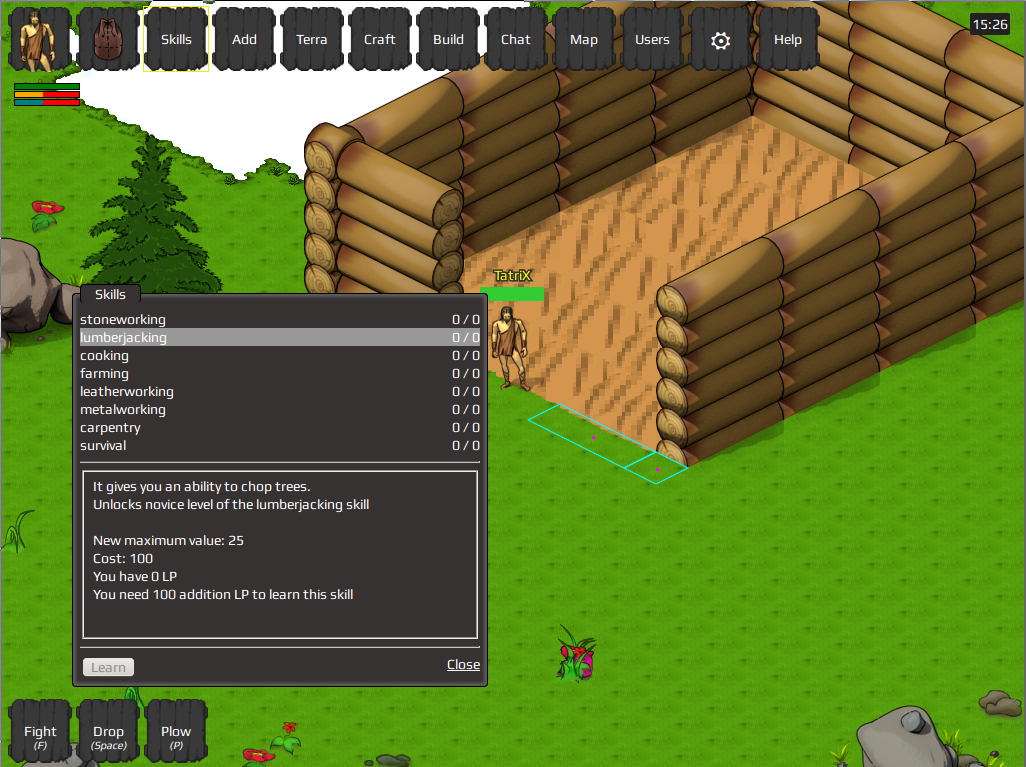 Skills Add Terra Craft Build Chat Map Users Help 15:26
TatriX
Skills
stoneworking 0 / 0
lumberjacking 0 / 0
cooking 0 / 0
farming 0 / 0
leatherworking 0 / 0
metalworking 0 / 0
carpentry 0 / 0
survival 0 / 0
It gives you an ability to chop trees.
Unlocks novice level of the lumberjacking skill
New maximum value: 25
Cost: 100
You have 0 LP
You need 100 addition LP to learn this skill
Learn Close
Fight Drop Plow
(F) (Space) (P)